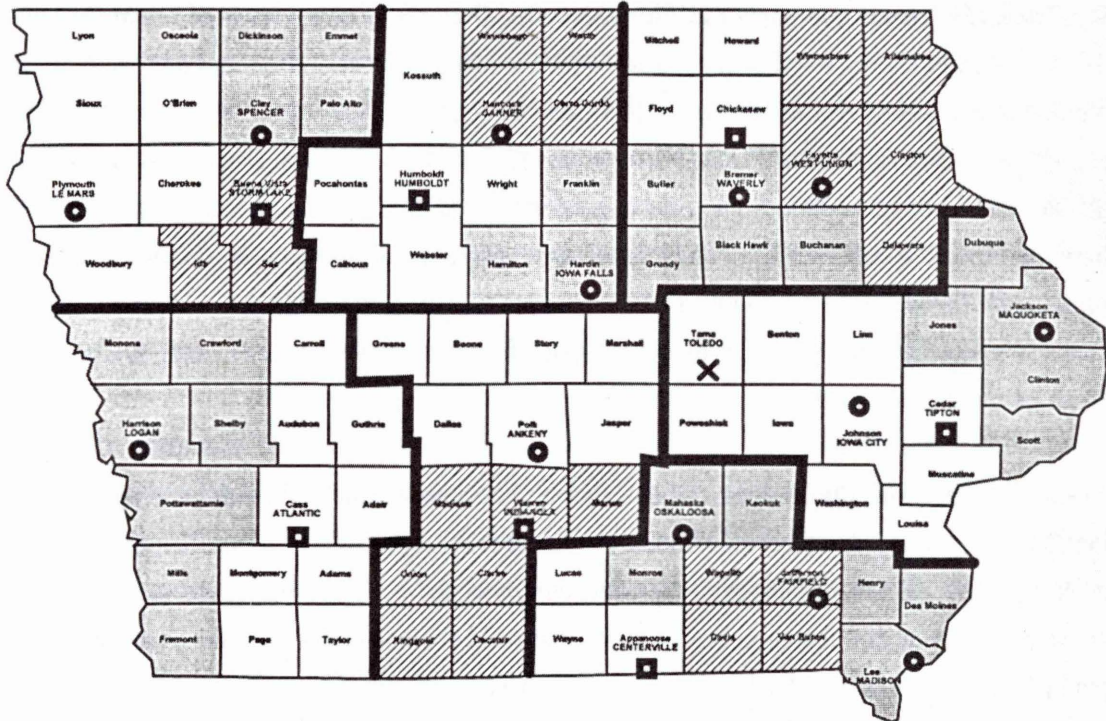 Lyon
Osceola
Dickinson
Emmet
Kossuth
Winnebago
Worth
Mitchell
Howard
Winneshiek
Allamakee
Sioux
O'Brien
Clay
SPENCER
Palo Alto
Hancock
GARNER
Cerro Gordo
Floyd
Chickasaw
Fayette
WEST UNION
Clayton
Plymouth
LE MARS
Cherokee
Buena Vista
STORM LAKE
Pocahontas
Humboldt
HUMBOLDT
Wright
Franklin
Butler
Bremer
WAVERLY
Woodbury
Ida
Sac
Calhoun
Webster
Hamilton
Hardin
IOWA FALLS
Grundy
Black Hawk
Buchanan
Delaware
Dubuque
Monona
Crawford
Carroll
Greene
Boone
Story
Marshall
Tama
TOLEDO
Benton
Linn
Jones
Jackson
MAQUOKETA
Clinton
Harrison
LOGAN
Shelby
Audubon
Guthrie
Dallas
Polk
ANKENY
Jasper
Poweshiek
Iowa
Johnson
IOWA CITY
Cedar
TIPTON
Scott
Pottawattamie
Cass
ATLANTIC
Adair
Madison
Warren
INDIANOLA
Marion
Mahaska
OSKALOOSA
Keokuk
Washington
Muscatine
Louisa
Mills
Montgomery
Adams
Union
Clarke
Lucas
Monroe
Wapello
Jefferson
FAIRFIELD
Henry
Des Moines
Fremont
Page
Taylor
Ringgold
Decatur
Wayne
Appanoose
CENTERVILLE
Davis
Van Buren
Lee
MADISON